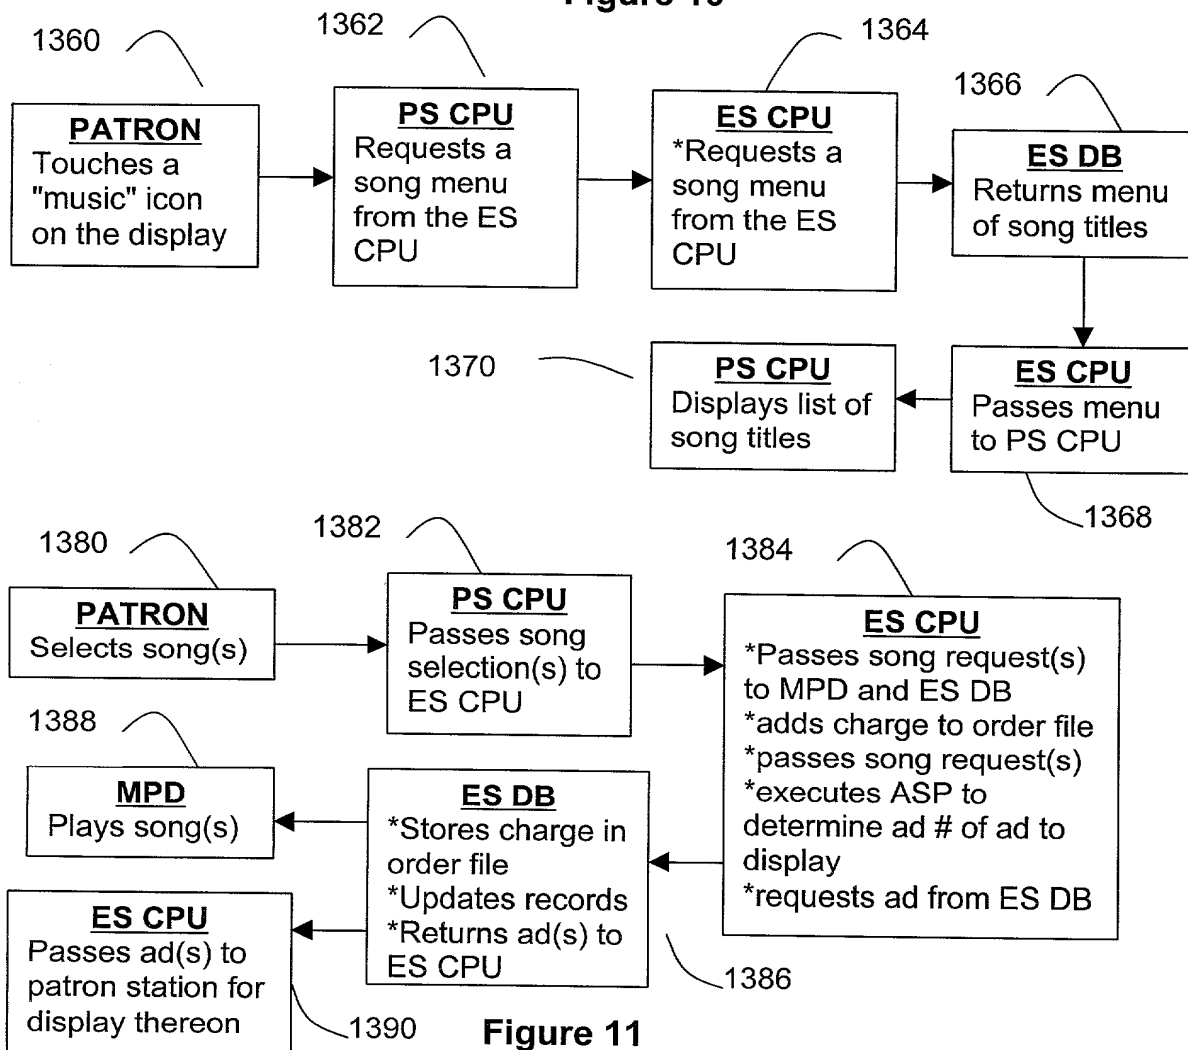 Figure 10
1360
1362
1364
1366
PATRON
Touches a
"music" icon
on the display
PS CPU
Requests a
song menu
from the ES
CPU
ES CPU
*Requests a
song menu
from the ES
CPU
ES DB
Returns menu
of song titles
1370
PS CPU
Displays list of
song titles
ES CPU
Passes menu
to PS CPU
1368
1380
1382
1384
PATRON
Selects song(s)
PS CPU
Passes song
selection(s) to
ES CPU
ES CPU
*Passes song request(s)
to MPD and ES DB
*adds charge to order file
*passes song request(s)
*executes ASP to
determine ad # of ad to
display
*requests ad from ES DB
1388
MPD
Plays song(s)
ES DB
*Stores charge in
order file
*Updates records
*Returns ad(s) to
ES CPU
1386
ES CPU
Passes ad(s) to
patron station for
display thereon
1390
Figure 11